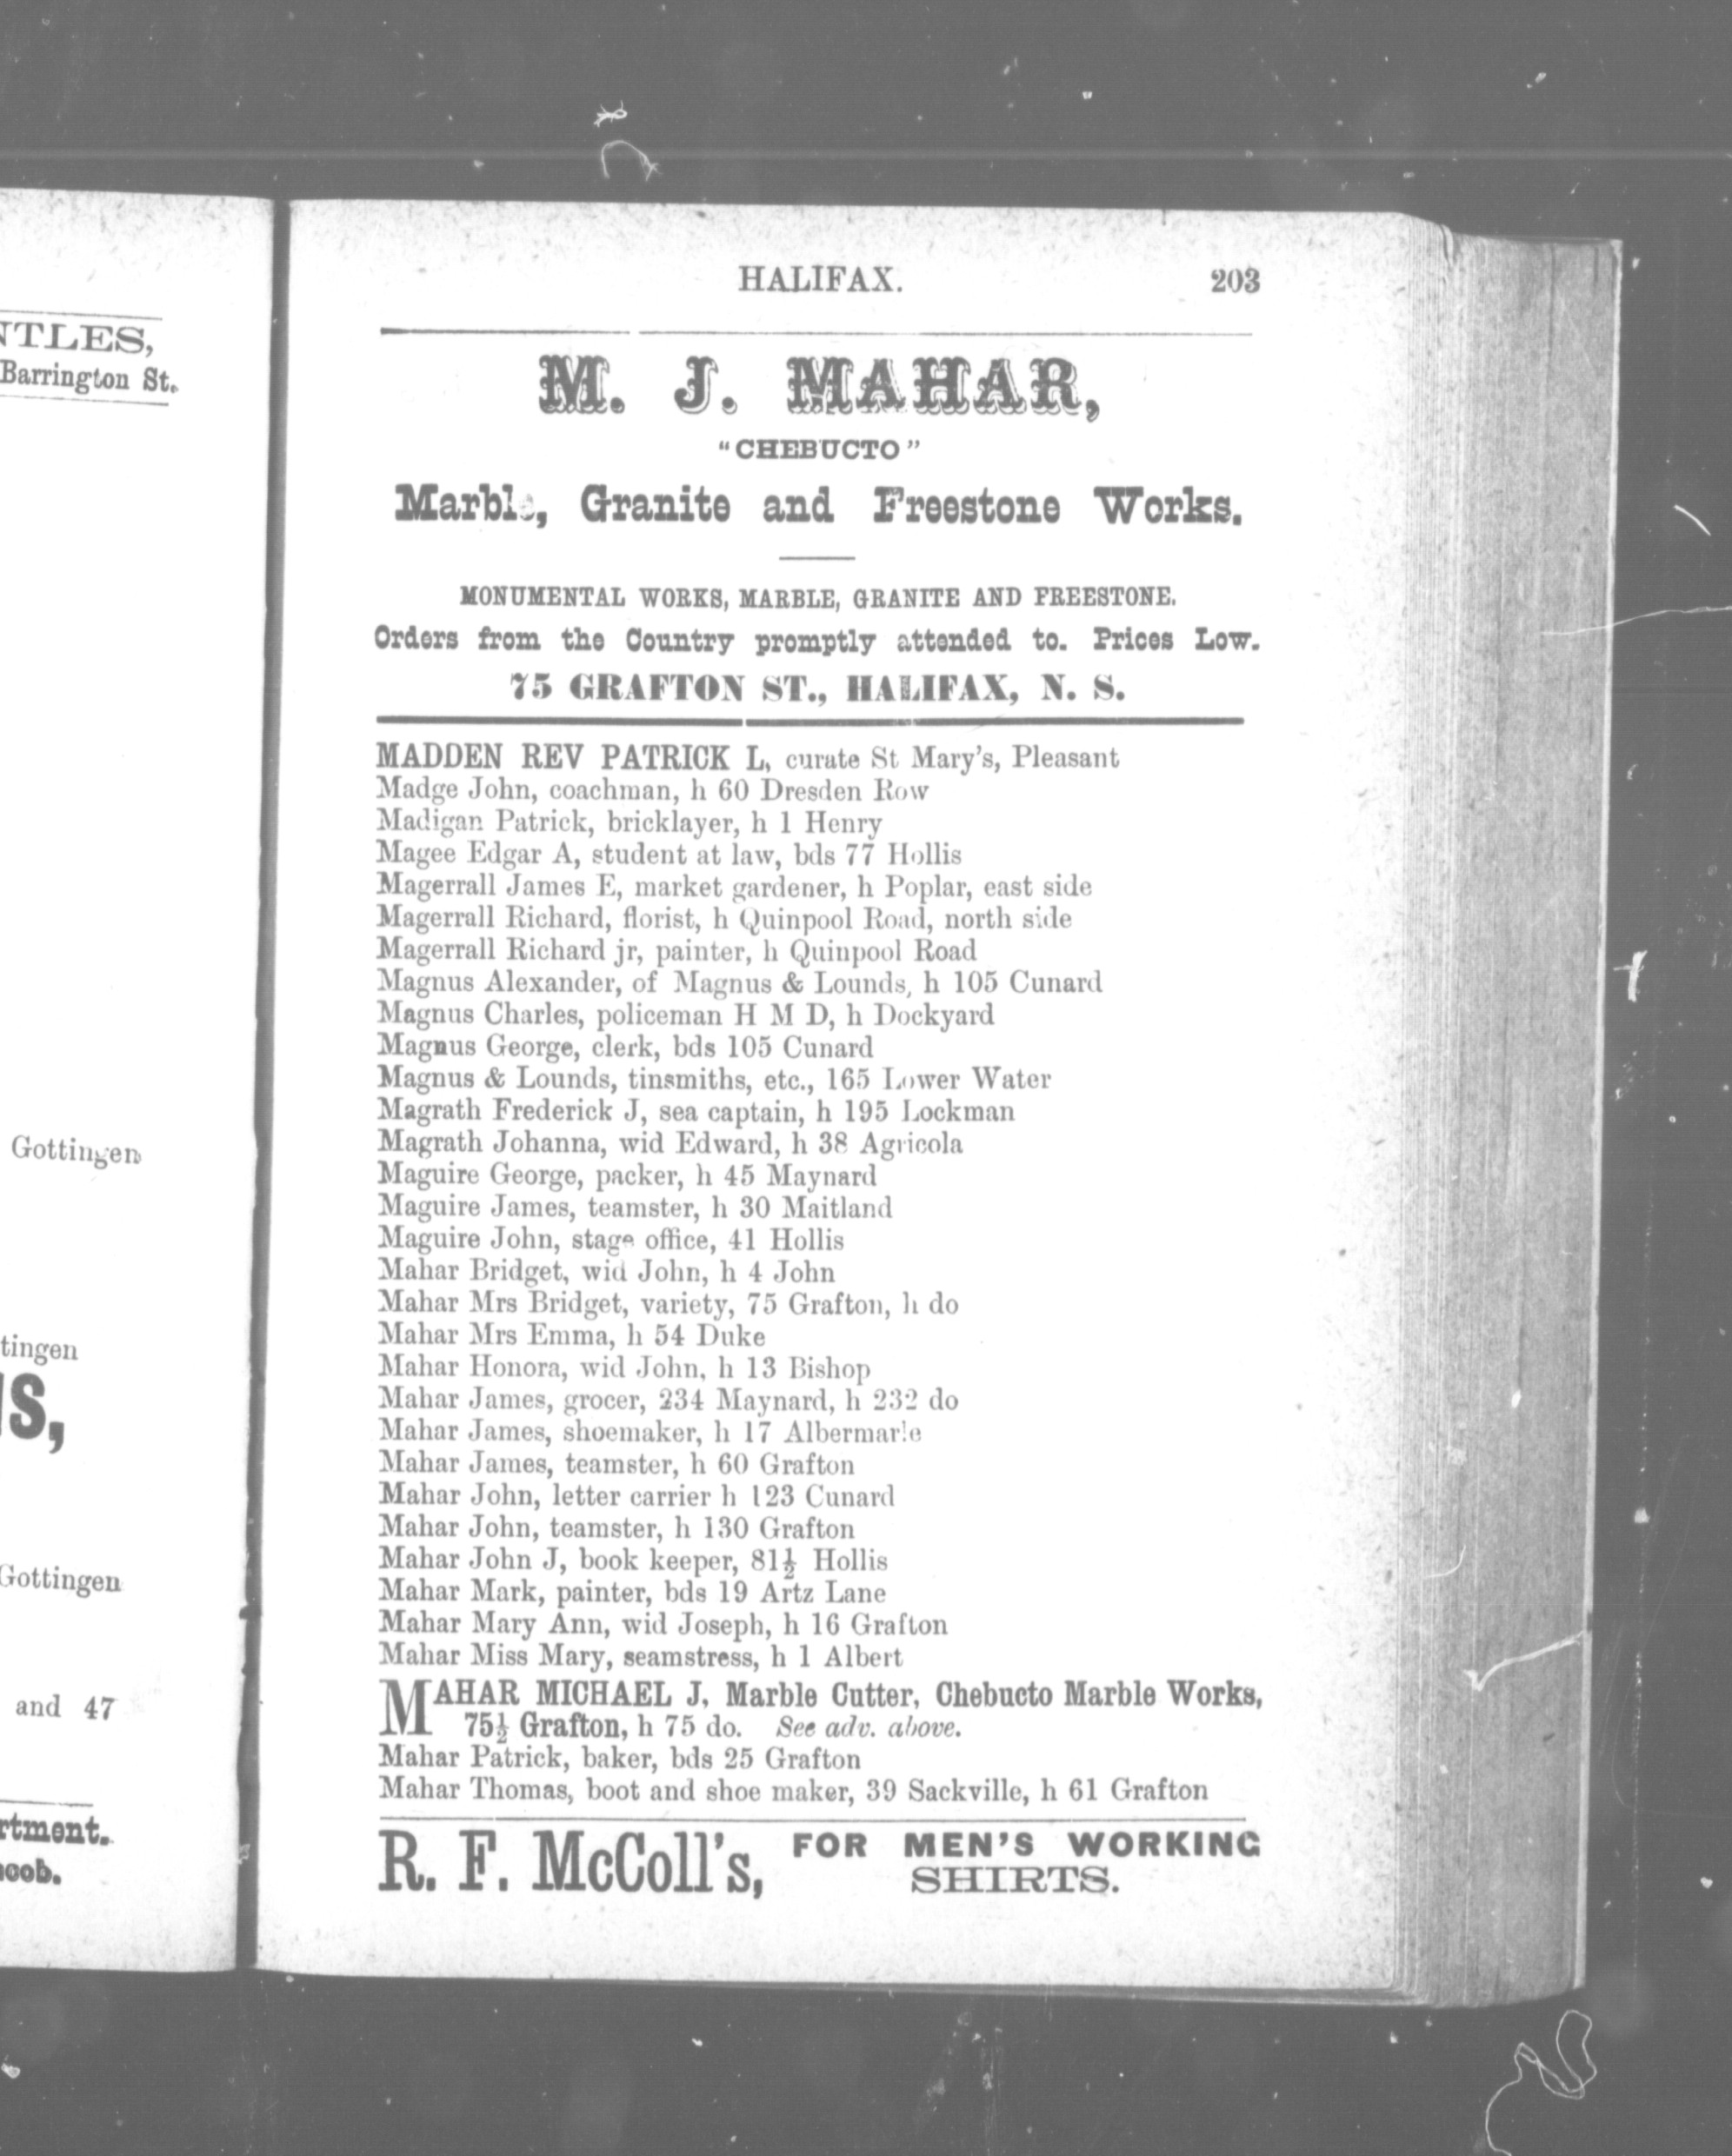 NTLES,
Barrington St.
Gottingen
tingen
S,
Gottingen
and 47
rtment.
acob.
HALIFAX. 203
M. J. MAHAR,
"CHEBUCTO"
Marble, Granite and Freestone Works.
MONUMENTAL WORKS, MARBLE, GRANITE AND FREESTONE.
Orders from the Country promptly attended to. Prices Low.
75 GRAFTON ST., HALIFAX, N. S.
MADDEN REV PATRICK L, curate St Mary's, Pleasant
Madge John, coachman, h 60 Dresden Row
Madigan Patrick, bricklayer, h 1 Henry
Magee Edgar A, student at law, bds 77 Hollis
Magerrall James E, market gardener, h Poplar, east side
Magerrall Richard, florist, h Quinpool Road, north side
Magerrall Richard jr, painter, h Quinpool Road
Magnus Alexander, of Magnus & Lounds, h 105 Cunard
Magnus Charles, policeman H M D, h Dockyard
Magnus George, clerk, bds 105 Cunard
Magnus & Lounds, tinsmiths, etc., 165 Lower Water
Magrath Frederick J, sea captain, h 195 Lockman
Magrath Johanna, wid Edward, h 38 Agricola
Maguire George, packer, h 45 Maynard
Maguire James, teamster, h 30 Maitland
Maguire John, stage office, 41 Hollis
Mahar Bridget, wid John, h 4 John
Mahar Mrs Bridget, variety, 75 Grafton, h do
Mahar Mrs Emma, h 54 Duke
Mahar Honora, wid John, h 13 Bishop
Mahar James, grocer, 234 Maynard, h 232 do
Mahar James, shoemaker, h 17 Albermarle
Mahar James, teamster, h 60 Grafton
Mahar John, letter carrier h 123 Cunard
Mahar John, teamster, h 130 Grafton
Mahar John J, book keeper, 81½ Hollis
Mahar Mark, painter, bds 19 Artz Lane
Mahar Mary Ann, wid Joseph, h 16 Grafton
Mahar Miss Mary, seamstress, h 1 Albert
MAHAR MICHAEL J, Marble Cutter, Chebucto Marble Works,
75½ Grafton, h 75 do. See adv. above.
Mahar Patrick, baker, bds 25 Grafton
Mahar Thomas, boot and shoe maker, 39 Sackville, h 61 Grafton
R. F. McColl's, FOR MEN'S WORKING
SHIRTS.